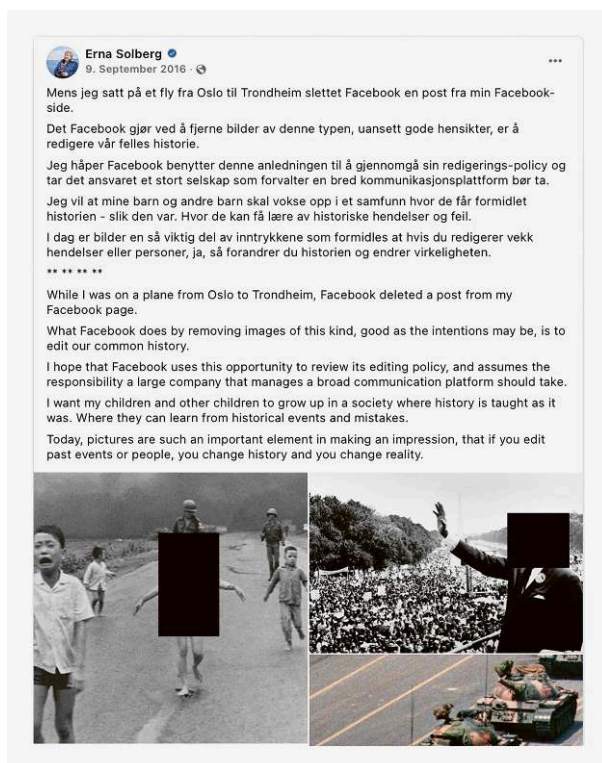 Erna Solberg
9. September 2016 ·
Mens jeg satt på et fly fra Oslo til Trondheim slettet Facebook en post fra min Facebook-
side.
Det Facebook gjør ved å fjerne bilder av denne typen, uansett gode hensikter, er å
redigere vår felles historie.
Jeg håper Facebook benytter denne anledningen til å gjennomgå sin redigerings-policy og
tar det ansvaret et stort selskap som forvalter en bred kommunikasjonsplattform bør ta.
Jeg vil at mine barn og andre barn skal vokse opp i et samfunn hvor de får formidlet
historien - slik den var. Hvor de kan få lære av historiske hendelser og feil.
I dag er bilder en så viktig del av inntrykkene som formidles at hvis du redigerer vekk
hendelser eller personer, ja, så forandrer du historien og endrer virkeligheten.
** ** ** **
While I was on a plane from Oslo to Trondheim, Facebook deleted a post from my
Facebook page.
What Facebook does by removing images of this kind, good as the intentions may be, is to
edit our common history.
I hope that Facebook uses this opportunity to review its editing policy, and assumes the
responsibility a large company that manages a broad communication platform should take.
I want my children and other children to grow up in a society where history is taught as it
was. Where they can learn from historical events and mistakes.
Today, pictures are such an important element in making an impression, that if you edit
past events or people, you change history and you change reality.